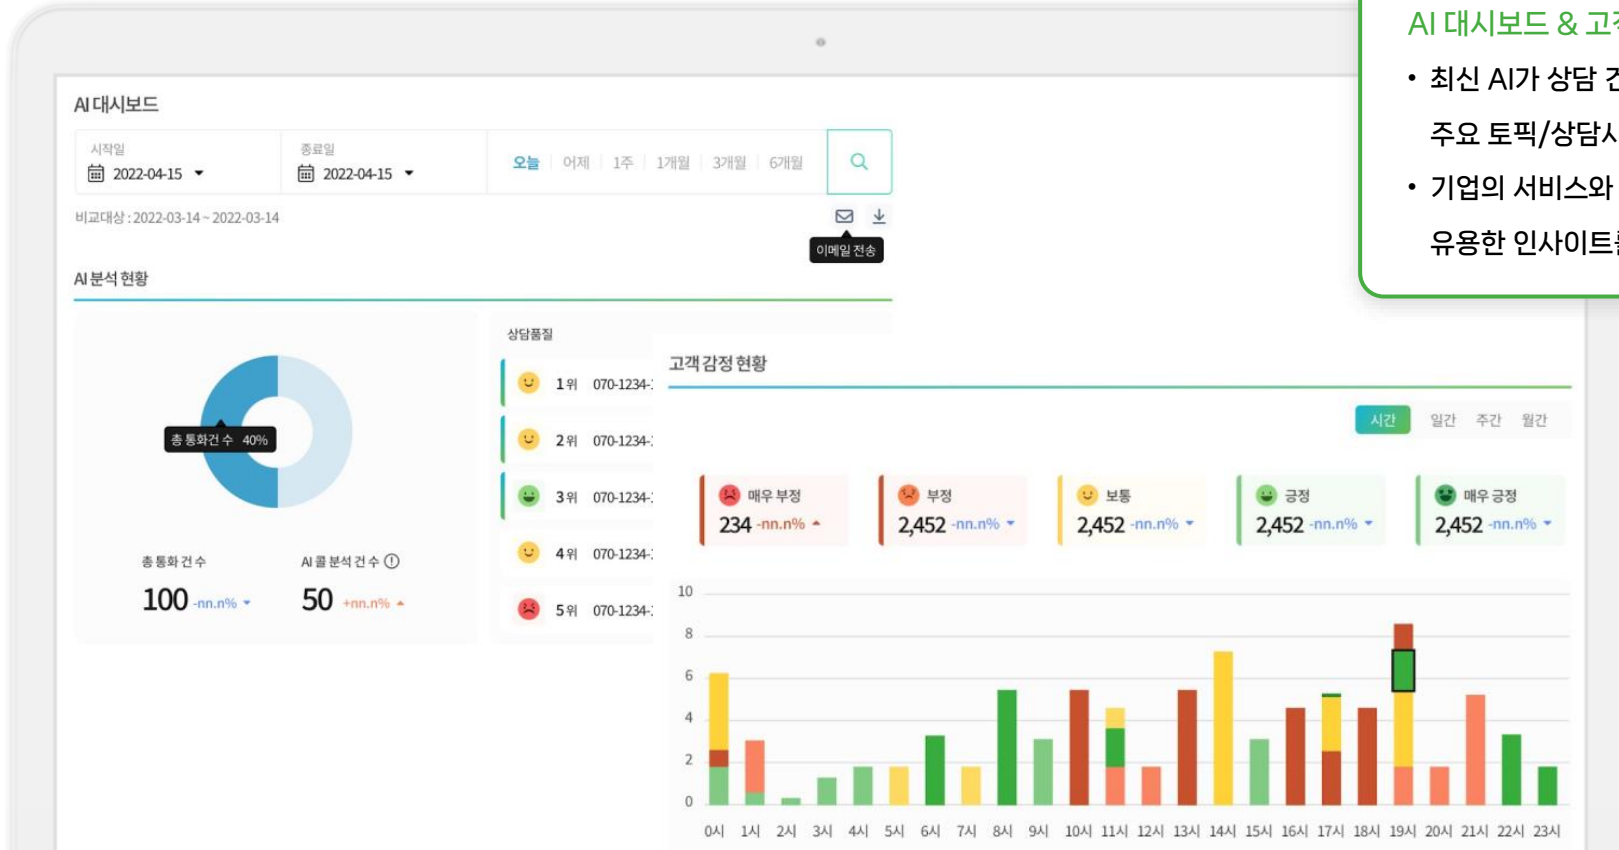 AI 대시보드
시작일
2022-04-15
종료일
2022-04-15
오늘 어제 1주 1개월 3개월 6개월
비교대상 : 2022-03-14 ~ 2022-03-14
이메일 전송
AI 분석 현황
총 통화건 수 40%
총 통화 건 수
100 -nn.n%
AI 콜 분석 건 수
50 +nn.n%
상담품질
1위 070-1234-
2위 070-1234-
3위 070-1234-
4위 070-1234-
5위 070-1234-
고객 감정 현황
시간 일간 주간 월간
매우 부정
234 -nn.n%
부정
2,452 -nn.n%
보통
2,452 -nn.n%
긍정
2,452 -nn.n%
매우 긍정
2,452 -nn.n%
10
8
6
4
2
0
0시 1시 2시 3시 4시 5시 6시 7시 8시 9시 10시 11시 12시 13시 14시 15시 16시 17시 18시 19시 20시 21시 22시 23시
AI 대시보드 &
• 최신 AI가 상담
주요 토픽/상담
• 기업의 서비스와
유용한 인사이트